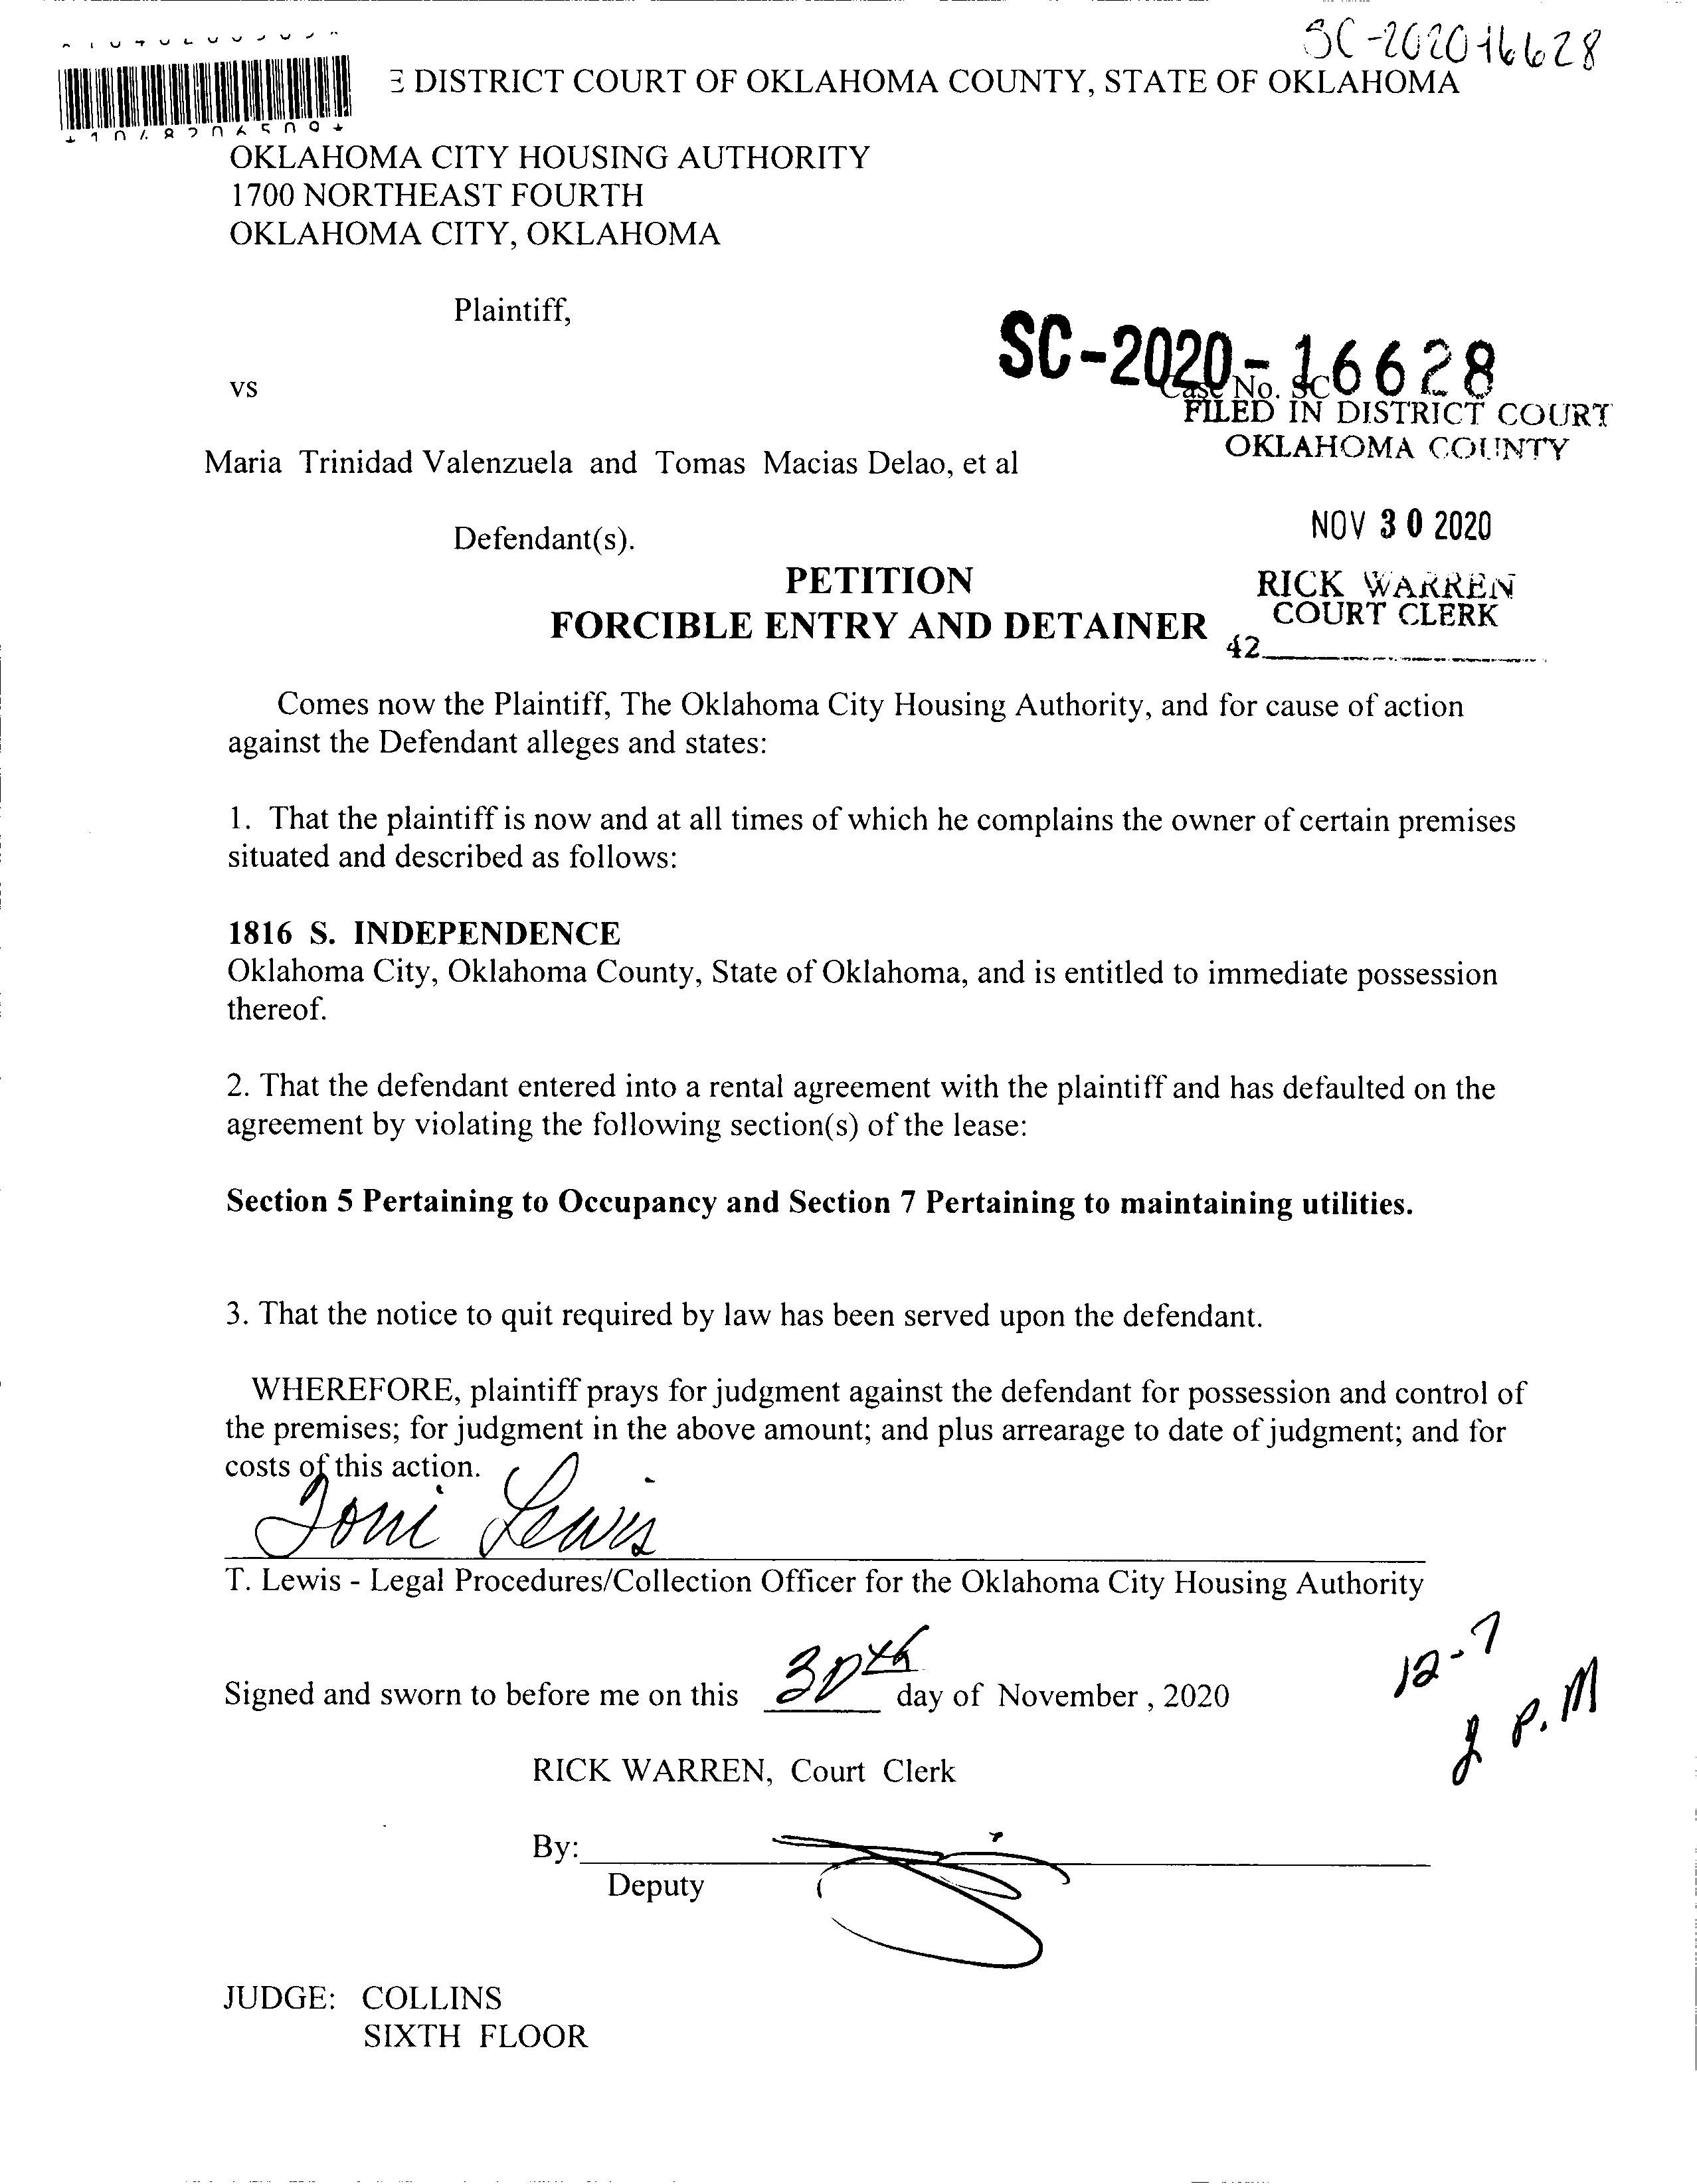 SC-202016628
DISTRICT COURT OF OKLAHOMA COUNTY, STATE OF OKLAHOMA
OKLAHOMA CITY HOUSING AUTHORITY
1700 NORTHEAST FOURTH
OKLAHOMA CITY, OKLAHOMA
Plaintiff,
SC-2020-16628
vs
Case No. SC
FILED IN DISTRICT COURT
OKLAHOMA COUNTY
Maria Trinidad Valenzuela and Tomas Macias Delao, et al
NOV 30 2020
Defendant(s).
PETITION
RICK WARREN
COURT CLERK
FORCIBLE ENTRY AND DETAINER
42
Comes now the Plaintiff, The Oklahoma City Housing Authority, and for cause of action
against the Defendant alleges and states:
1. That the plaintiff is now and at all times of which he complains the owner of certain premises
situated and described as follows:
1816 S. INDEPENDENCE
Oklahoma City, Oklahoma County, State of Oklahoma, and is entitled to immediate possession
thereof.
2. That the defendant entered into a rental agreement with the plaintiff and has defaulted on the
agreement by violating the following section(s) of the lease:
Section 5 Pertaining to Occupancy and Section 7 Pertaining to maintaining utilities.
3. That the notice to quit required by law has been served upon the defendant.
WHEREFORE, plaintiff prays for judgment against the defendant for possession and control of
the premises; for judgment in the above amount; and plus arrearage to date of judgment; and for
costs of this action.
Toni Lewis
T. Lewis - Legal Procedures/Collection Officer for the Oklahoma City Housing Authority
12-7
Signed and sworn to before me on this 30th day of November , 2020
P.M
RICK WARREN, Court Clerk
By:
Deputy
JUDGE: COLLINS
SIXTH FLOOR